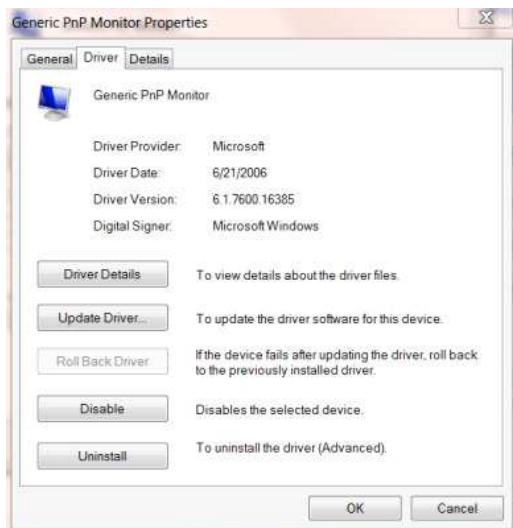 Generic PnP Monitor Properties
General Driver Details
Generic PnP Monitor
Driver Provider: Microsoft
Driver Date: 6/21/2006
Driver Version: 6.1.7600.16385
Digital Signer: Microsoft Windows
Driver Details To view details about the driver files.
Update Driver... To update the driver software for this device.
Roll Back Driver If the device fails after updating the driver, roll back
to the previously installed driver.
Disable Disables the selected device.
Uninstall To uninstall the driver (Advanced).
OK Cancel